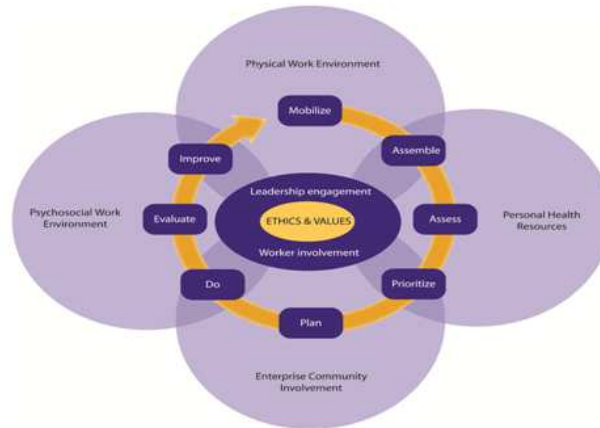 Physical Work Environment
Mobilize
Assemble
Improve
Leadership engagement
ETHICS & VALUES
Worker involvement
Psychosocial Work
Environment
Evaluate
Assess
Personal Health
Resources
Do
Prioritize
Plan
Enterprise Community
Involvement